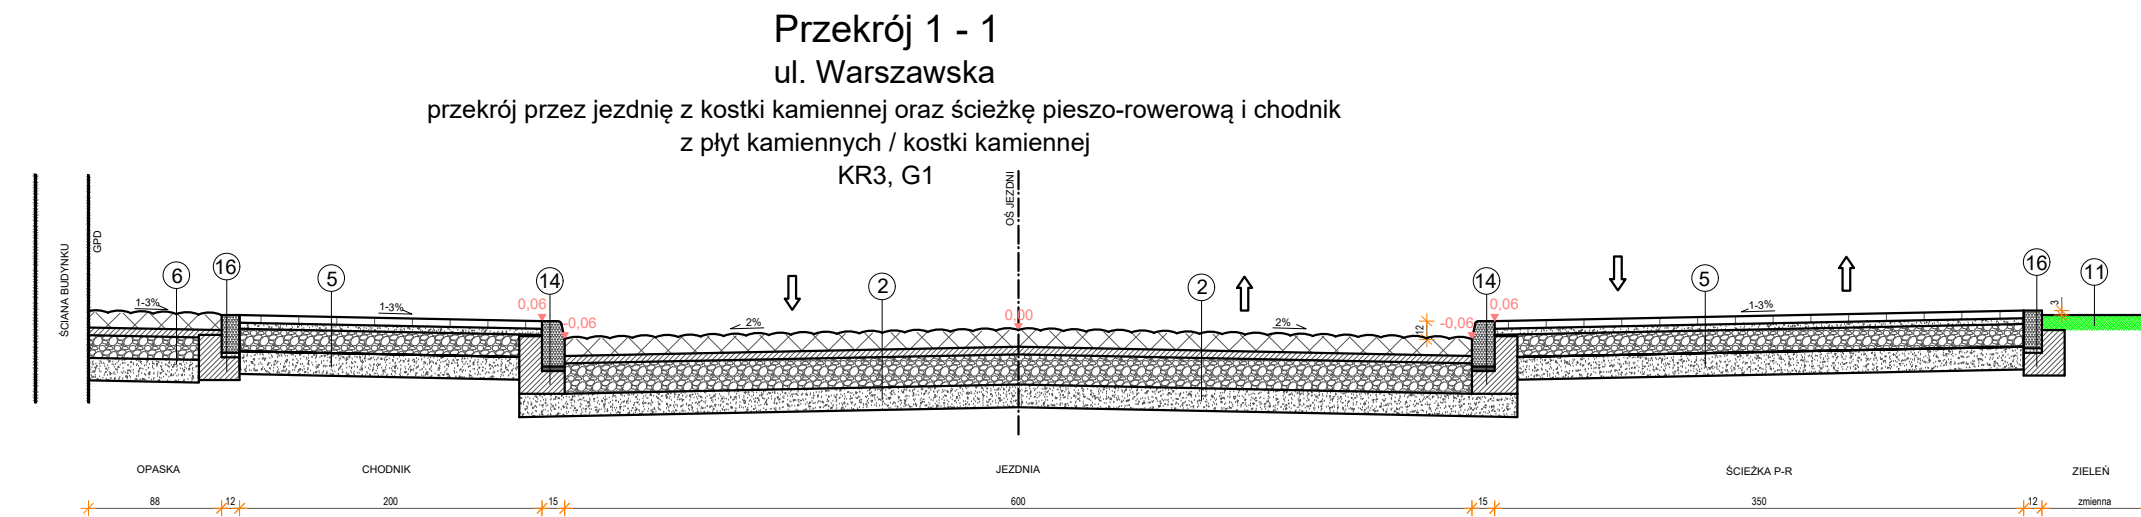 Przekrój 1 - 1
ul. Warszawska
przekrój przez jezdnię z kostki kamiennej oraz ścieżkę pieszo-rowerową i chodnik
z płyt kamiennych / kostki kamiennej
KR3, G1
ŚCIANA BUDYNKU
GPD
OŚ JEZDNI
6
16
5
14
2
2
14
5
16
11
1-3%
1-3%
0,06
-0,06
2%
0,00
2%
12
-0,06
0,06
1-3%
3
OPASKA
CHODNIK
JEZDNIA
ŚCIEŻKA P-R
ZIELEŃ
88
12
200
15
600
15
350
12
zmienna